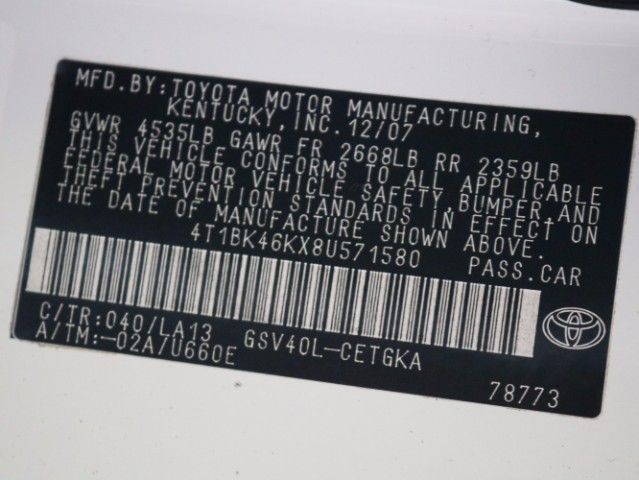 MFD.BY:TOYOTA MOTOR MANUFACTURING,
KENTUCKY,INC.12/07
GVWR 4535LB GAWR FR 2668LB RR 2359LB
THIS VEHICLE CONFORMS TO ALL APPLICABLE
FEDERAL MOTOR VEHICLE SAFETY,BUMPER,AND
THEFT PREVENTION STANDARDS IN EFFECT ON
THE DATE OF MANUFACTURE SHOWN ABOVE.
4T1BK46KX8U571580 PASS.CAR
C/TR:040/LA13
A/TM:-02A/U660E GSV40L-CETGKA
78773